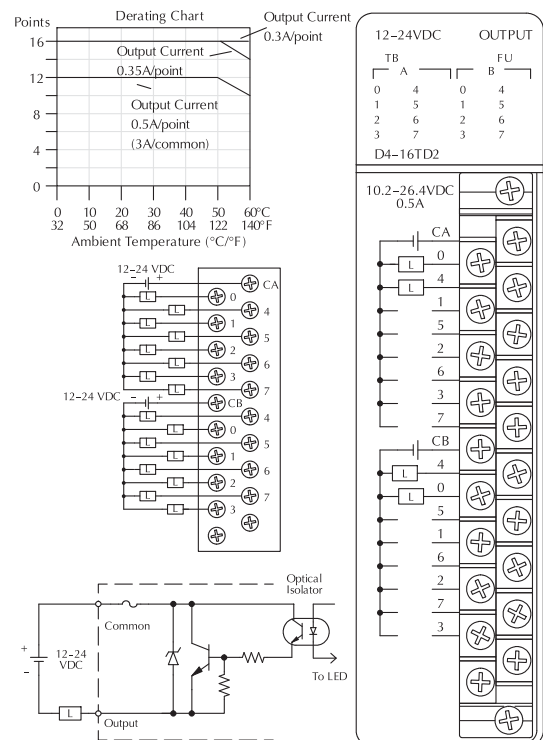 Derating Chart
Points
Output Current
0.3A/point
16
Output Current
0.35A/point
12
Output Current
0.5A/point
(3A/common)
8
4
0
0 10 20 30 40 50 60°C
32 50 68 86 104 122 140°F
Ambient Temperature (°C/°F)
12–24 VDC
– +
CA
L 0
L 4
L 1
L 5
L 2
L 6
L 3
L 7
12–24 VDC – +
CB
L 4
L 0
L 5
L 1
L 6
L 2
L 7
L 3
Optical
Isolator
Common
+
12–24
VDC
–
To LED
L
Output
12–24VDC OUTPUT
TB FU
A B
0 4 0 4
1 5 1 5
2 6 2 6
3 7 3 7
D4–16TD2
10.2–26.4VDC
0.5A
CA
L 0
L 4
1
5
2
6
3
7
CB
L 4
L 0
5
1
6
2
7
3